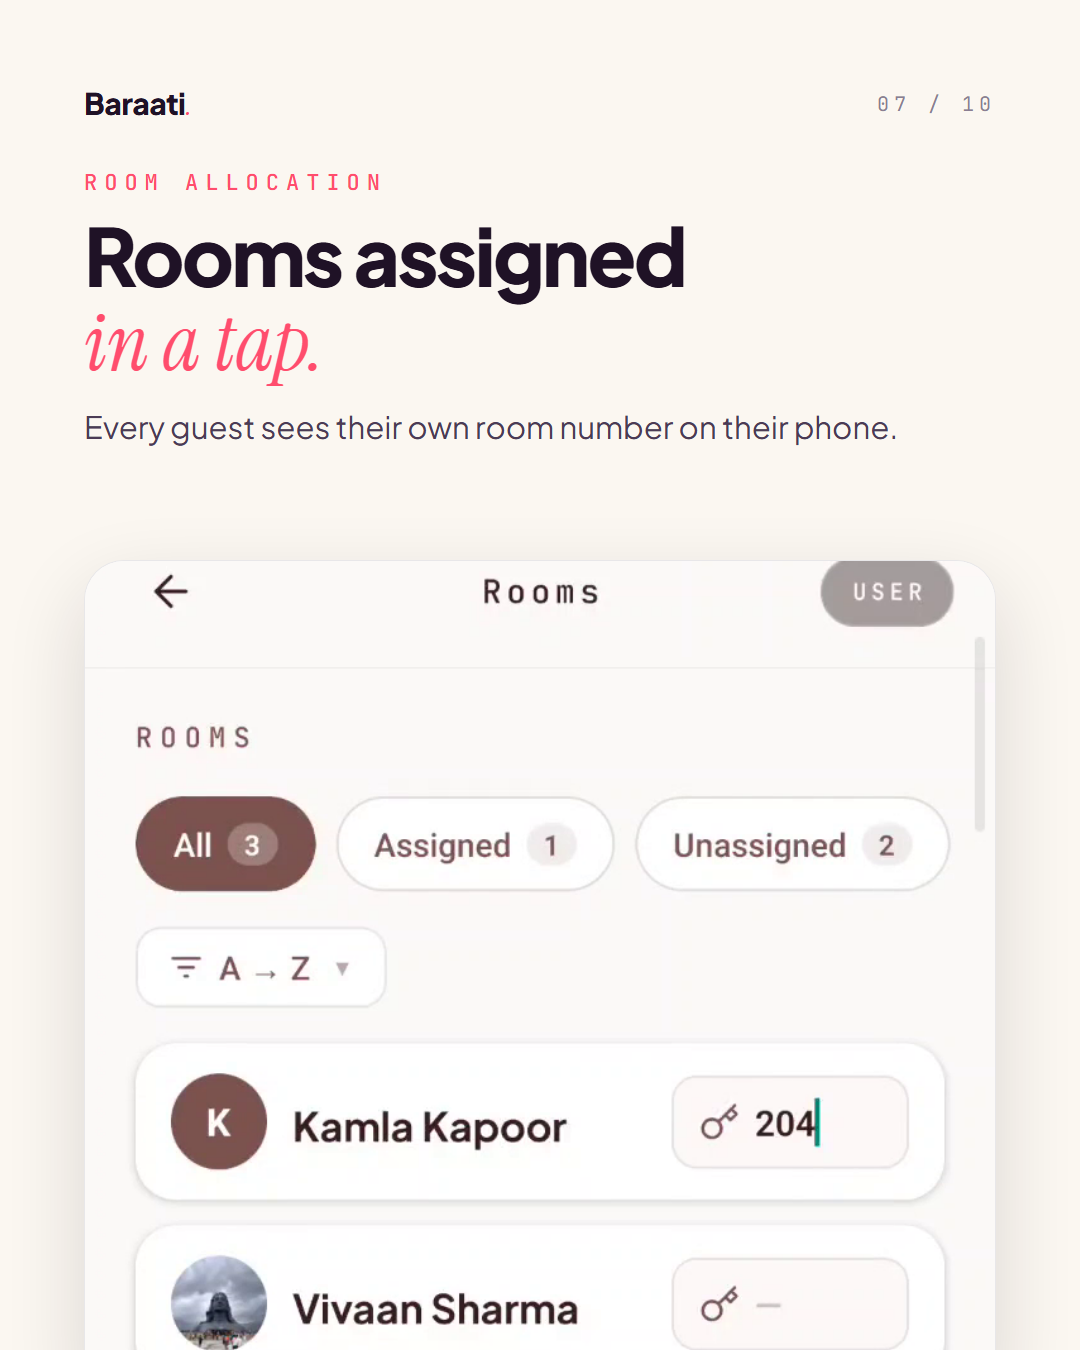 Baraati.
07 / 10
ROOM ALLOCATION
Rooms assigned
in a tap.
Every guest sees their own room number on their phone.
Rooms
USER
ROOMS
All 3
Assigned 1
Unassigned 2
A → Z ▼
K
Kamla Kapoor
204
Vivaan Sharma
—